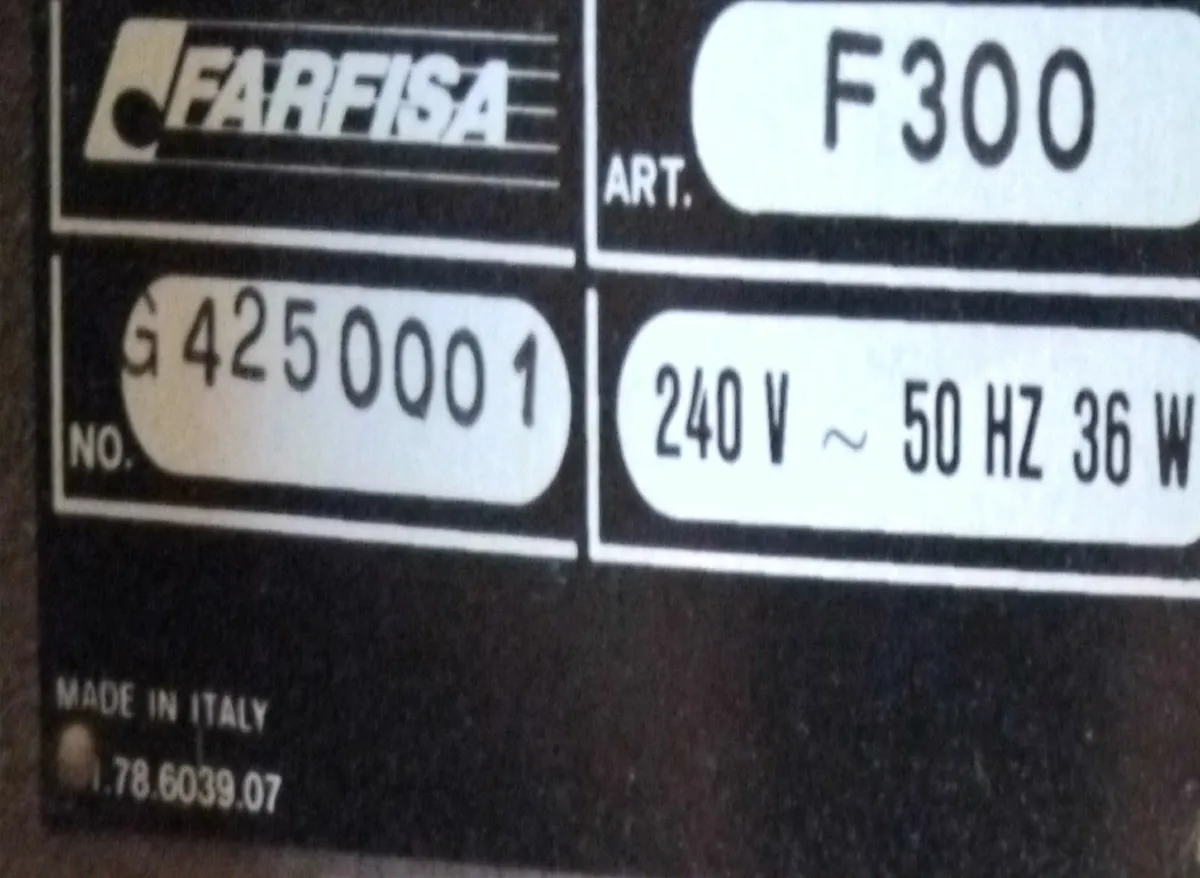 FARFISA
ART. F300
NO. G4250001
240 V ~ 50 HZ 36 W
MADE IN ITALY
.78.6039.07